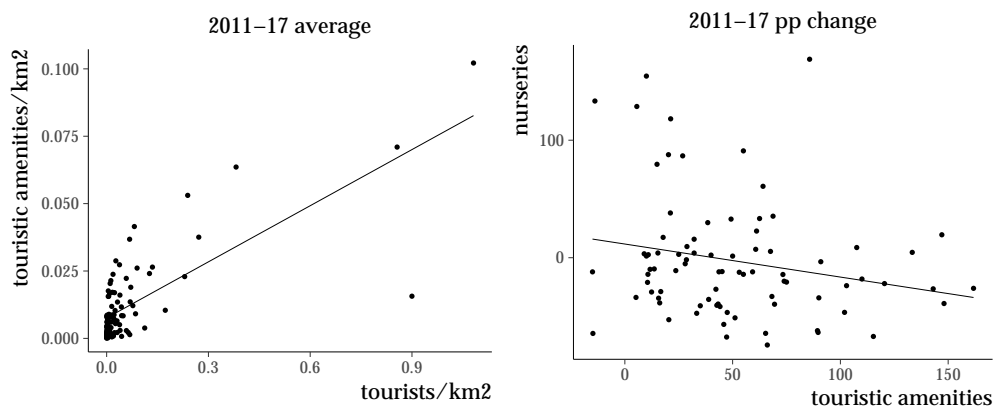 2011–17 average
touristic amenities/km2
0.100
0.075
0.050
0.025
0.000
0.0 0.3 0.6 0.9
tourists/km2
2011–17 pp change
nurseries
100
0
0 50 100 150
touristic amenities